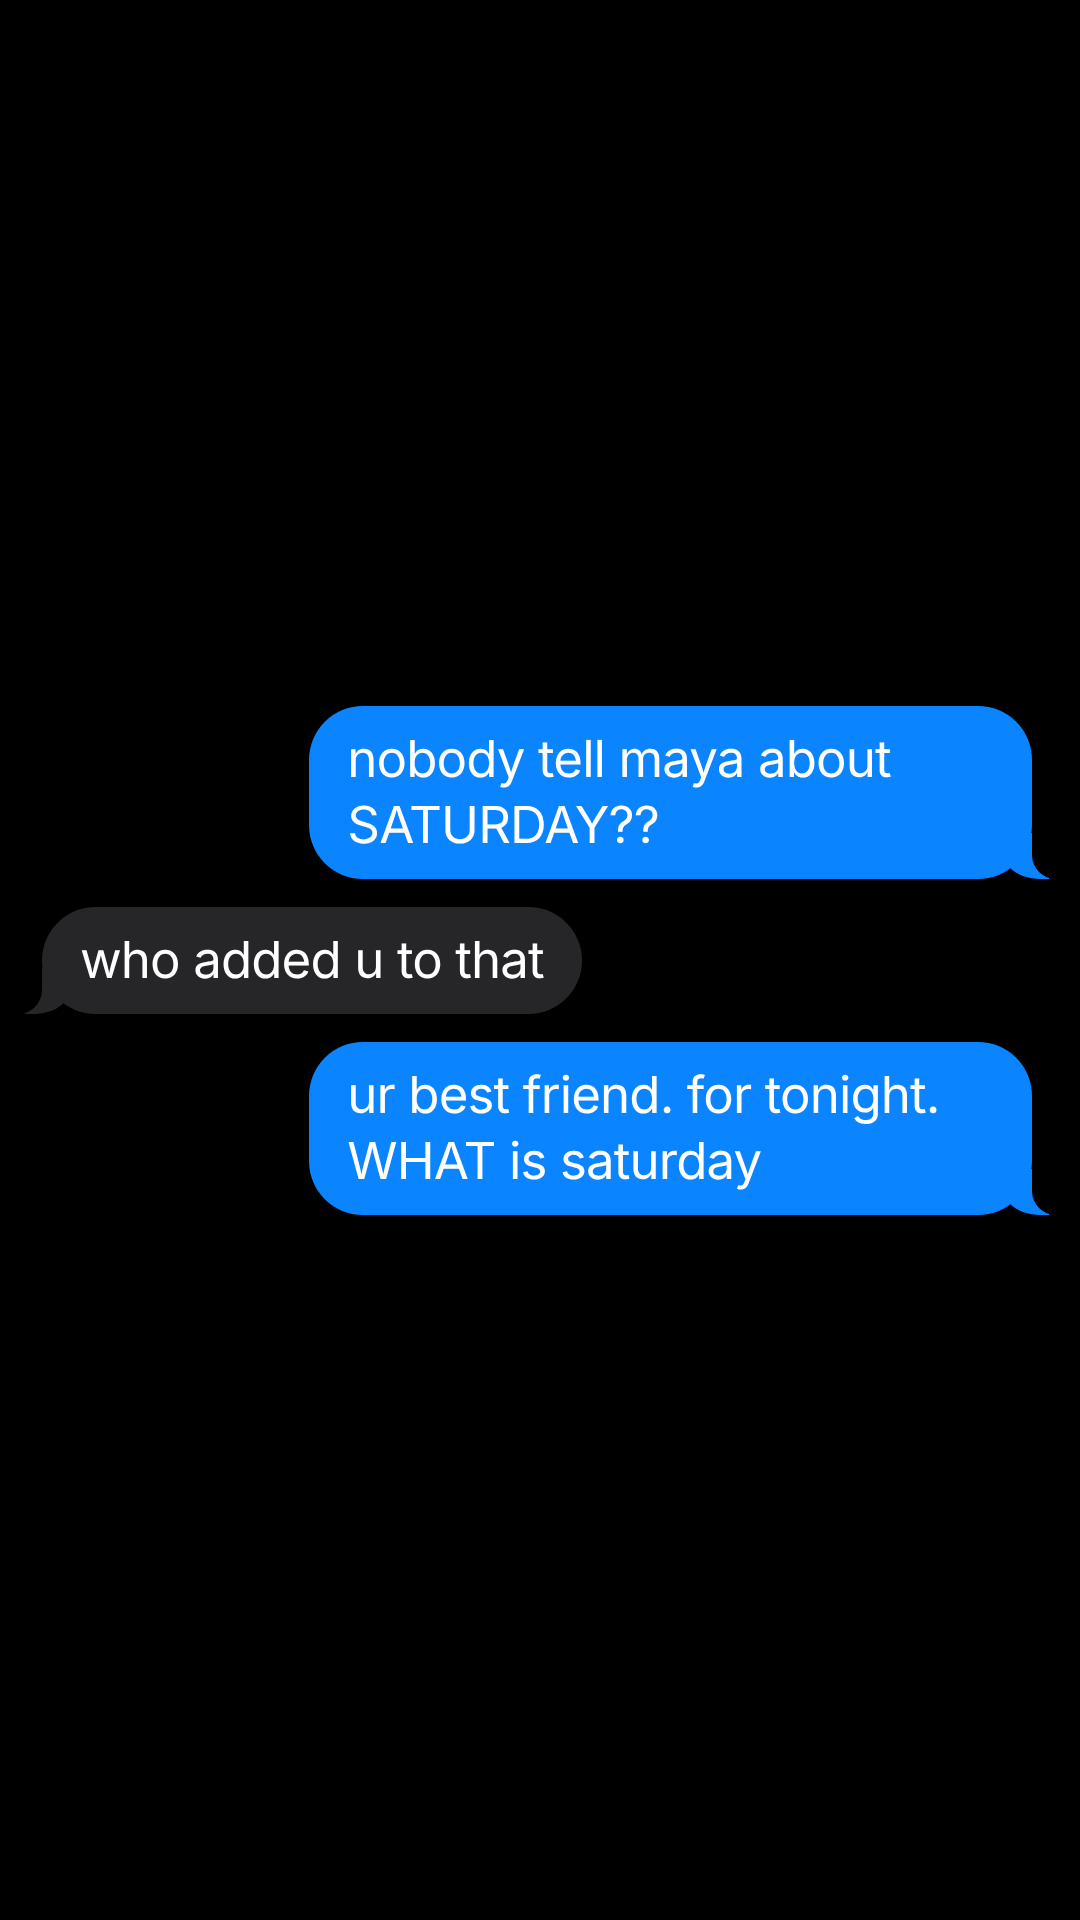 nobody tell maya about
SATURDAY??
who added u to that
ur best friend. for tonight.
WHAT is saturday